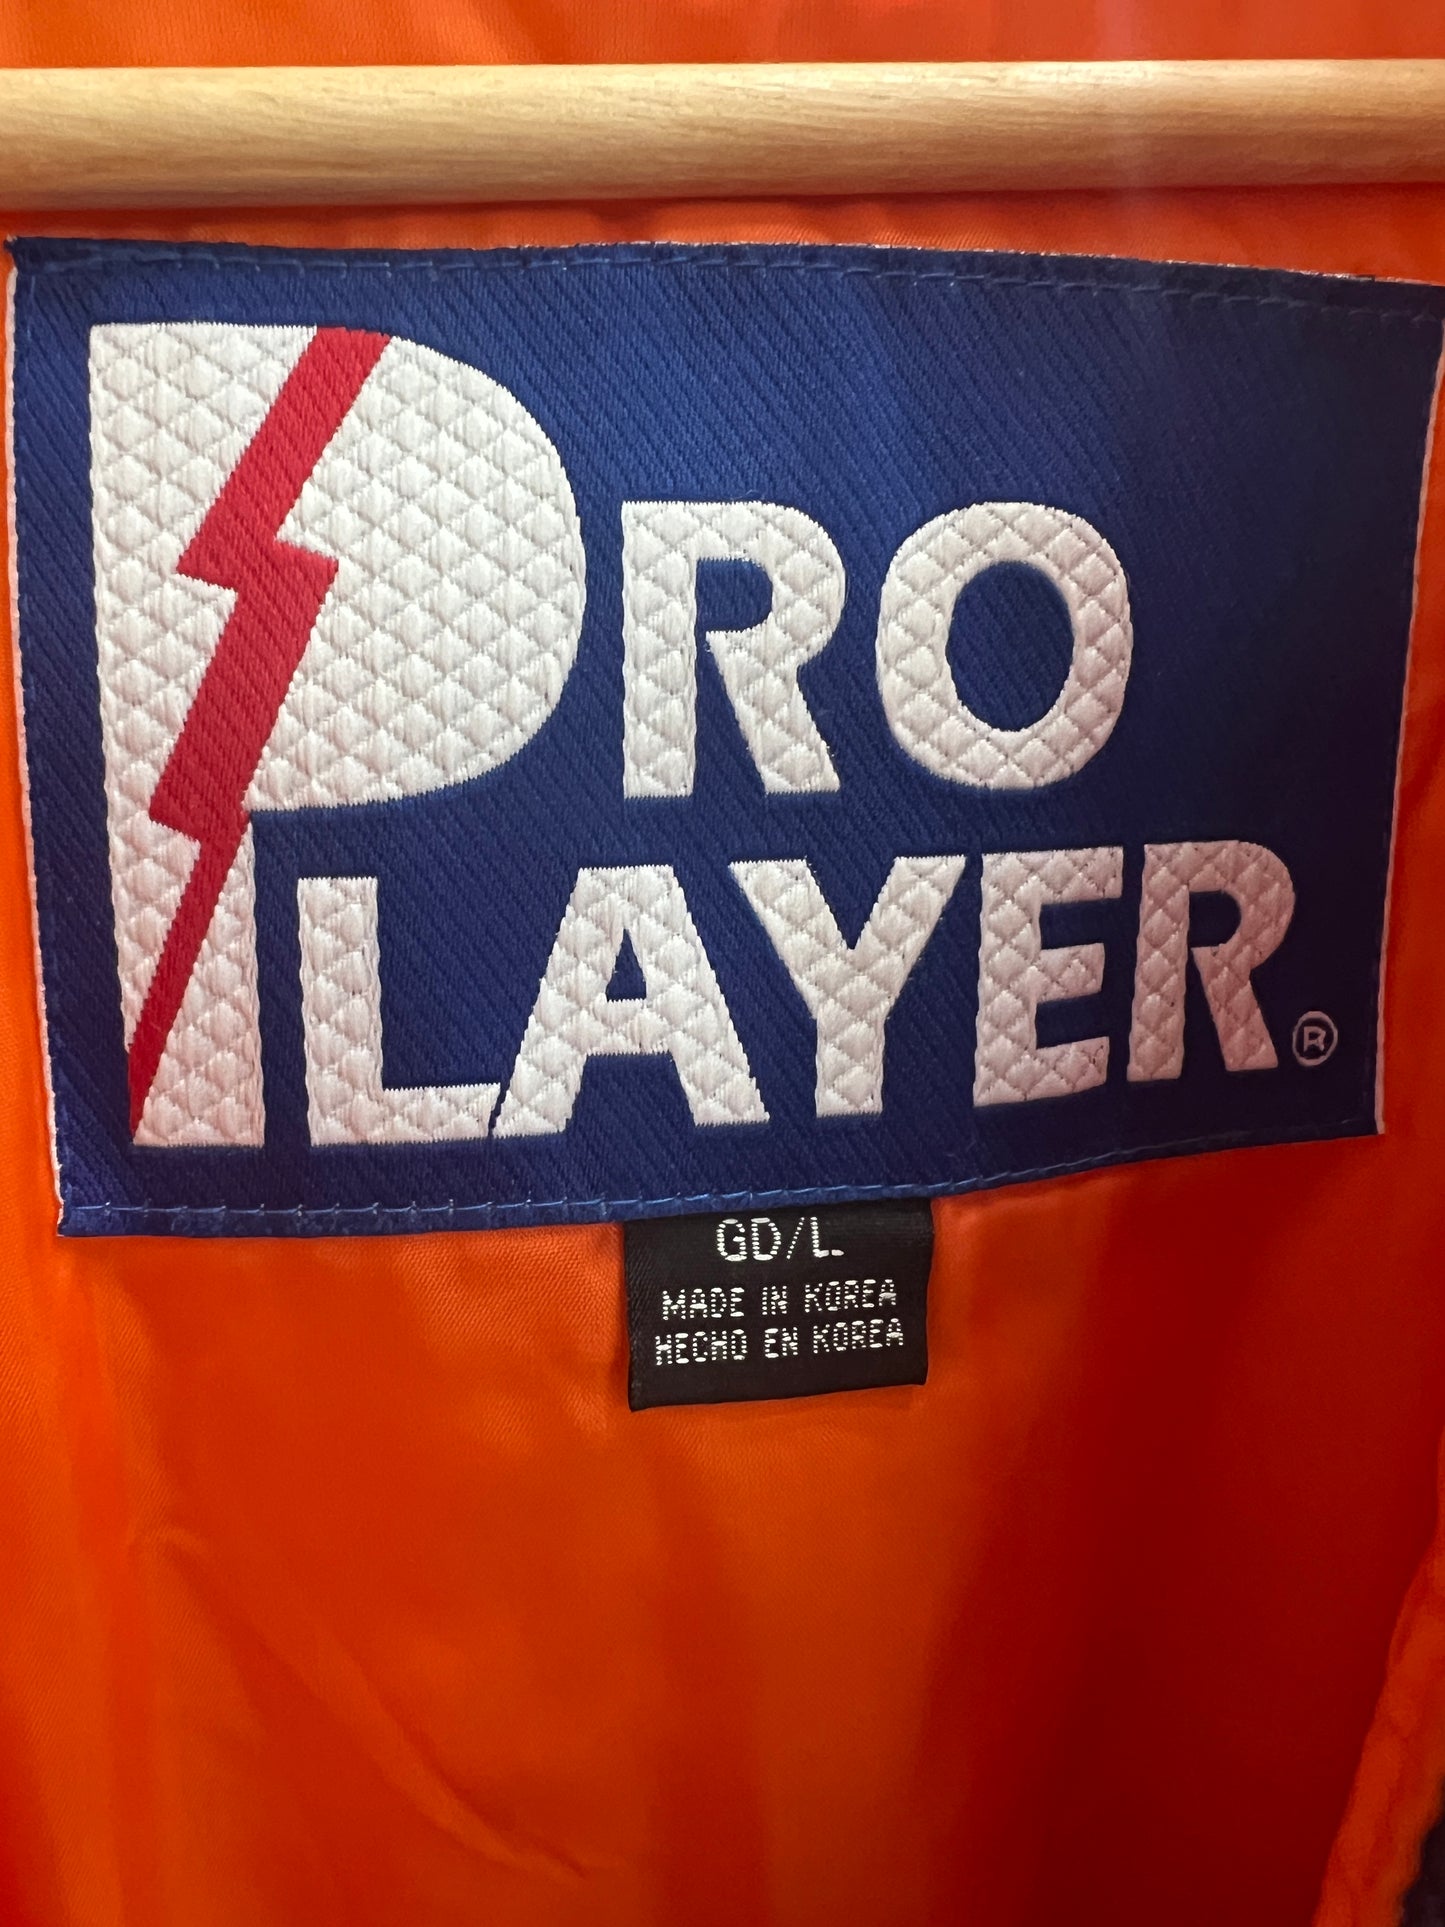 PRO
PLAYER®
GD/L.
MADE IN KOREA
HECHO EN KOREA